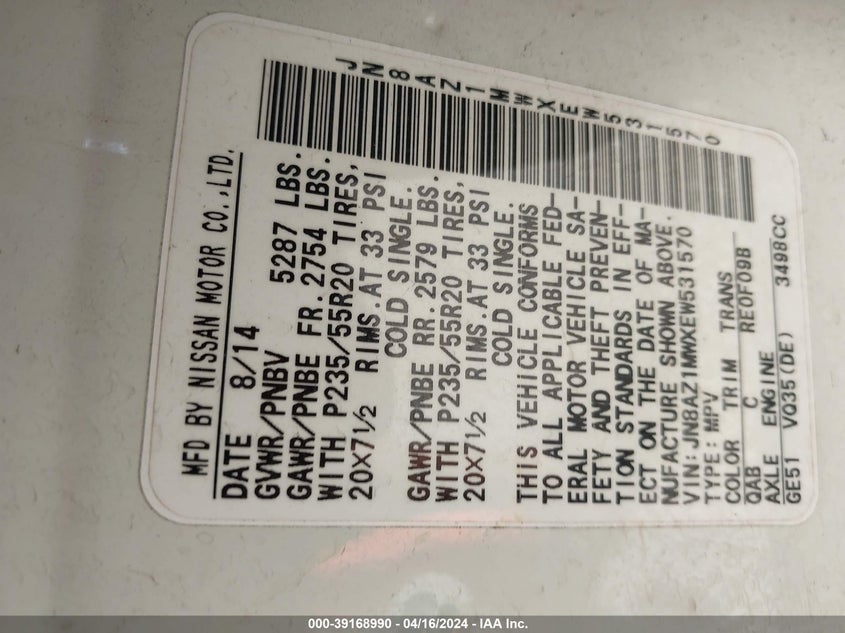 MFD BY NISSAN MOTOR CO.,LTD.
DATE 8/14
GVWR/PNBV 5287 LBS.
GAWR/PNBE FR. 2754 LBS.
WITH P235/55R20 TIRES,
20×7½ RIMS.AT 33 PSI
COLD SINGLE.
GAWR/PNBE RR. 2579 LBS.
WITH P235/55R20 TIRES,
20×7½ RIMS.AT 33 PSI
COLD SINGLE.
THIS VEHICLE CONFORMS
TO ALL APPLICABLE FED-
ERAL MOTOR VEHICLE SA-
FETY AND THEFT PREVEN-
TION STANDARDS IN EFF-
ECT ON THE DATE OF MA-
NUFACTURE SHOWN ABOVE.
VIN: JN8AZ1MWXEW531570
TYPE: MPV
COLOR TRIM TRANS
QAB C RE0F09B
AXLE ENGINE
GE51 VQ35(DE) 3498CC
JN8AZ1MWXEW531570
000-39168990 - 04/16/2024 - IAA Inc.